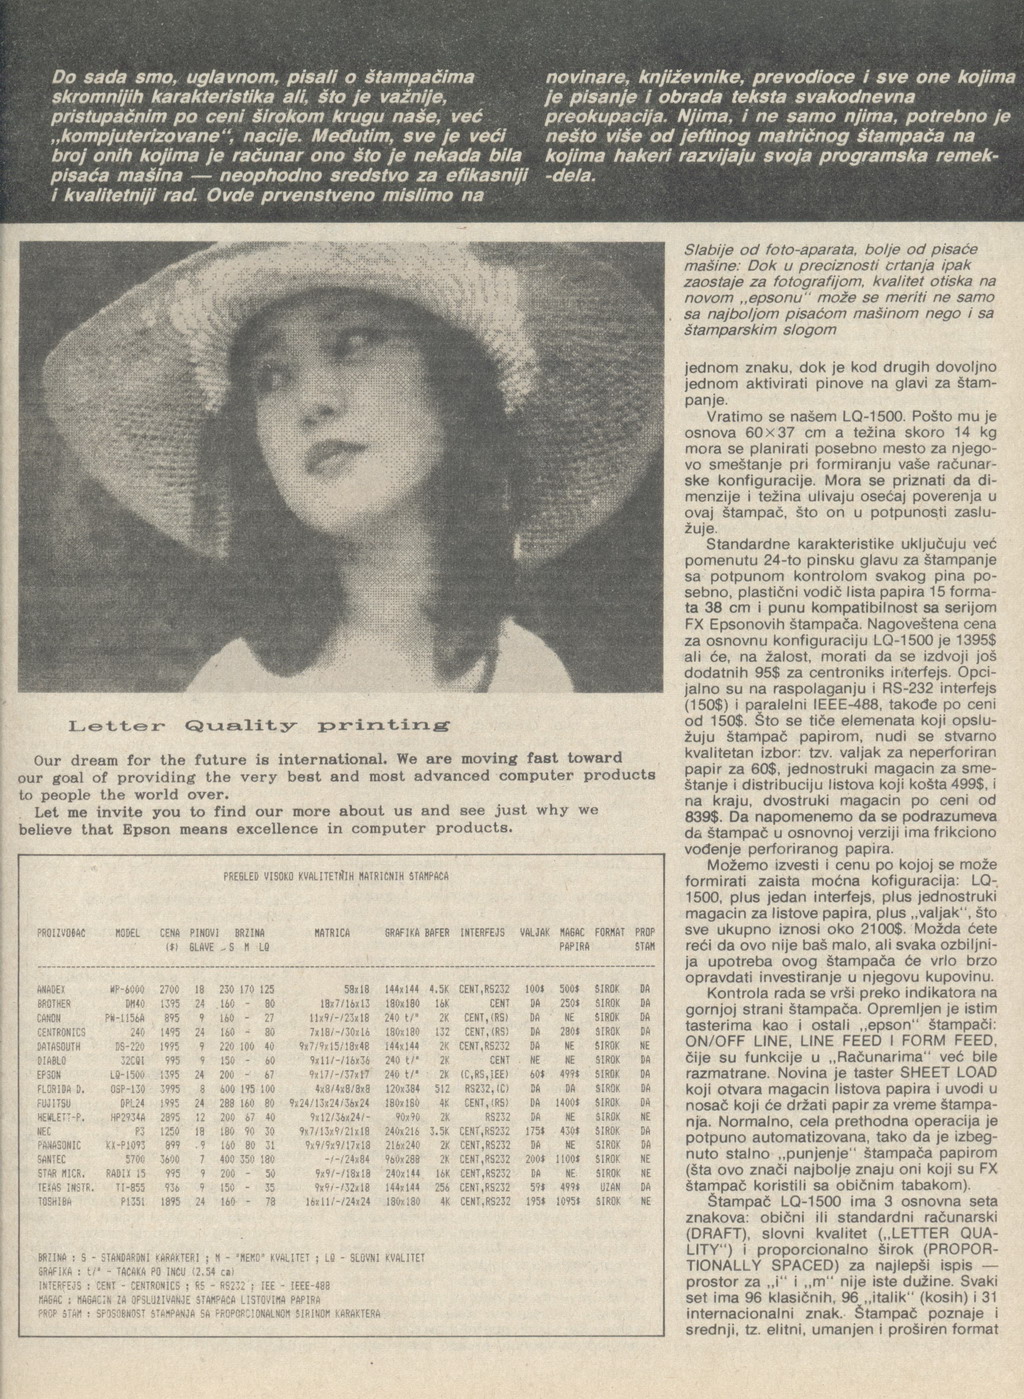 Do sada smo, uglavnom, pisali o štampačima
skromnijih karakteristika ali, što je važnije,
pristupačnim po ceni širokom krugu naše, već
„kompjuterizovane“, nacije. Međutim, sve je veći
broj onih kojima je računar ono što je nekada bila
pisaća mašina — neophodno sredstvo za efikasniji
i kvalitetniji rad. Ovde prvenstveno mislimo na
novinare, književnike, prevodioce i sve one kojima
je pisanje i obrada teksta svakodnevna
preokupacija. Njima, i ne samo njima, potrebno je
nešto više od jeftinog matričnog štampača na
kojima hakeri razvijaju svoja programska remek-
-dela.
Letter Quality printing
Our dream for the future is international. We are moving fast toward
our goal of providing the very best and most advanced computer products
to people the world over.
Let me invite you to find our more about us and see just why we
believe that Epson means excellence in computer products.
PREGLED VISOKO KVALITETNIH MATRICNIH STAMPACA
PROIZVODAC MODEL CENA PINOVI BRZINA MATRICA GRAFIKA BAFER INTERFEJS VALJAK MAGAC FORMAT PROP
($) GLAVE S M LQ PAPIRA STAM
ANADEX WP-6000 2700 18 230 170 125 58x18 144x144 4.5K CENT,RS232 100$ 500$ SIROK DA
BROTHER DM40 1395 24 160 - 80 18x7/16x13 180x180 16K CENT DA 250$ SIROK DA
CANON PW-1156A 895 9 160 - 27 11x9/-/23x18 240 t/" 2K CENT,(RS) DA NE SIROK DA
CENTRONICS 240 1495 24 160 - 80 7x18/-/30x16 180x180 132 CENT,(RS) DA 280$ SIROK DA
DATASOUTH DS-220 1995 9 220 100 40 9x7/9x15/18x48 144x144 2K CENT,RS232 DA NE SIROK NE
DIABLO 32CQI 995 9 150 - 60 9x11/-/16x36 240 t/" 2K CENT NE NE SIROK DA
EPSON LQ-1500 1395 24 200 - 67 9x17/-/37x17 240 t/" 2K (C,RS,IEE) 60$ 499$ SIROK DA
FLORIDA D. OSP-130 3995 8 600 195 100 4x8/4x8/8x8 120x384 512 RS232,(C) DA DA SIROK DA
FUJITSU DPL24 1995 24 288 160 80 9x24/13x24/36x24 180x180 4K CENT,(RS) DA 1400$ SIROK DA
HEWLETT-P. HP2934A 2895 12 200 67 40 9x12/36x24/- 90x90 2K RS232 DA NE SIROK NE
NEC P3 1250 18 180 90 30 9x7/13x9/21x18 240x216 3.5K CENT,RS232 175$ 430$ SIROK DA
PANASONIC KX-P1093 899 9 160 80 31 9x9/9x9/17x18 216x240 2K CENT,RS232 DA NE SIROK DA
SANTEC 5700 3600 7 400 350 180 -/-/24x84 960x288 2K CENT,RS232 200$ 1100$ SIROK NE
STAR MICR. RADIX 15 995 9 200 - 50 9x9/-/18x18 240x144 16K CENT,RS232 DA NE SIROK NE
TEXAS INSTR. TI-855 936 9 150 - 35 9x9/-/32x18 144x144 256 CENT,RS232 59$ 499$ UZAN DA
TOSHIBA P1351 1895 24 160 - 78 16x11/-/24x24 180x180 4K CENT,RS232 195$ 1095$ SIROK NE
BRZINA : S - STANDARDNI KARAKTERI ; M - "MEMO" KVALITET ; LQ - SLOVNI KVALITET
GRAFIKA : t/" - TACAKA PO INCU (2.54 cm)
INTERFEJS : CENT - CENTRONICS ; RS - RS232 ; IEE - IEEE-488
MAGAC : MAGACIN ZA OPSLUZIVANJE STAMPACA LISTOVIMA PAPIRA
PROP STAM : SPOSOBNOST STAMPANJA SA PROPORCIONALNOM SIRINOM KARAKTERA
Slabije od foto-aparata, bolje od pisaće
mašine: Dok u preciznosti crtanja ipak
zaostaje za fotografijom, kvalitet otiska na
novom „epsonu“ može se meriti ne samo
sa najboljom pisaćom mašinom nego i sa
štamparskim slogom
jednom znaku, dok je kod drugih dovoljno
jednom aktivirati pinove na glavi za štam-
panje.
Vratimo se našem LQ-1500. Pošto mu je
osnova 60×37 cm a težina skoro 14 kg
mora se planirati posebno mesto za njego-
vo smeštanje pri formiranju vaše računar-
ske konfiguracije. Mora se priznati da di-
menzije i težina ulivaju osećaj poverenja u
ovaj štampač, što on u potpunosti zaslu-
žuje.
Standardne karakteristike uključuju već
pomenutu 24-to pinsku glavu za štampanje
sa potpunom kontrolom svakog pina po-
sebno, plastični vodič lista papira 15 forma-
ta 38 cm i punu kompatibilnost sa serijom
FX Epsonovih štampača. Nagoveštena cena
za osnovnu konfiguraciju LQ-1500 je 1395$
ali će, na žalost, morati da se izdvoji još
dodatnih 95$ za centroniks interfejs. Opci-
jalno su na raspolaganju i RS-232 interfejs
(150$) i paralelni IEEE-488, takođe po ceni
od 150$. Što se tiče elemenata koji opslu-
žuju štampač papirom, nudi se stvarno
kvalitetan izbor: tzv. valjak za neperforiran
papir za 60$, jednostruki magacin za sme-
štanje i distribuciju listova koji košta 499$, i
na kraju, dvostruki magacin po ceni od
839$. Da napomenemo da se podrazumeva
da štampač u osnovnoj verziji ima frikciono
vođenje perforiranog papira.
Možemo izvesti i cenu po kojoj se može
formirati zaista moćna kofiguracija: LQ-
1500, plus jedan interfejs, plus jednostruki
magacin za listove papira, plus „valjak“, što
sve ukupno iznosi oko 2100$. Možda ćete
reći da ovo nije baš malo, ali svaka ozbiljni-
ja upotreba ovog štampača će vrlo brzo
opravdati investiranje u njegovu kupovinu.
Kontrola rada se vrši preko indikatora na
gornjoj strani štampača. Opremljen je istim
tasterima kao i ostali „epson“ štampači:
ON/OFF LINE, LINE FEED I FORM FEED,
čije su funkcije u „Računarima“ već bile
razmatrane. Novina je taster SHEET LOAD
koji otvara magacin listova papira i uvodi u
nosač koji će držati papir za vreme štampa-
nja. Normalno, cela prethodna operacija je
potpuno automatizovana, tako da je izbeg-
nuto stalno „punjenje“ štampača papirom
(šta ovo znači najbolje znaju oni koji su FX
štampač koristili sa običnim tabakom).
Štampač LQ-1500 ima 3 osnovna seta
znakova: obični ili standardni računarski
(DRAFT), slovni kvalitet („LETTER QUA-
LITY“) i proporcionalno širok (PROPOR-
TIONALLY SPACED) za najlepši ispis —
prostor za „i“ i „m“ nije iste dužine. Svaki
set ima 96 klasičnih, 96 „italik“ (kosih) i 31
internacionalni znak. Štampač poznaje i
srednji, tz. elitni, umanjen i proširen format